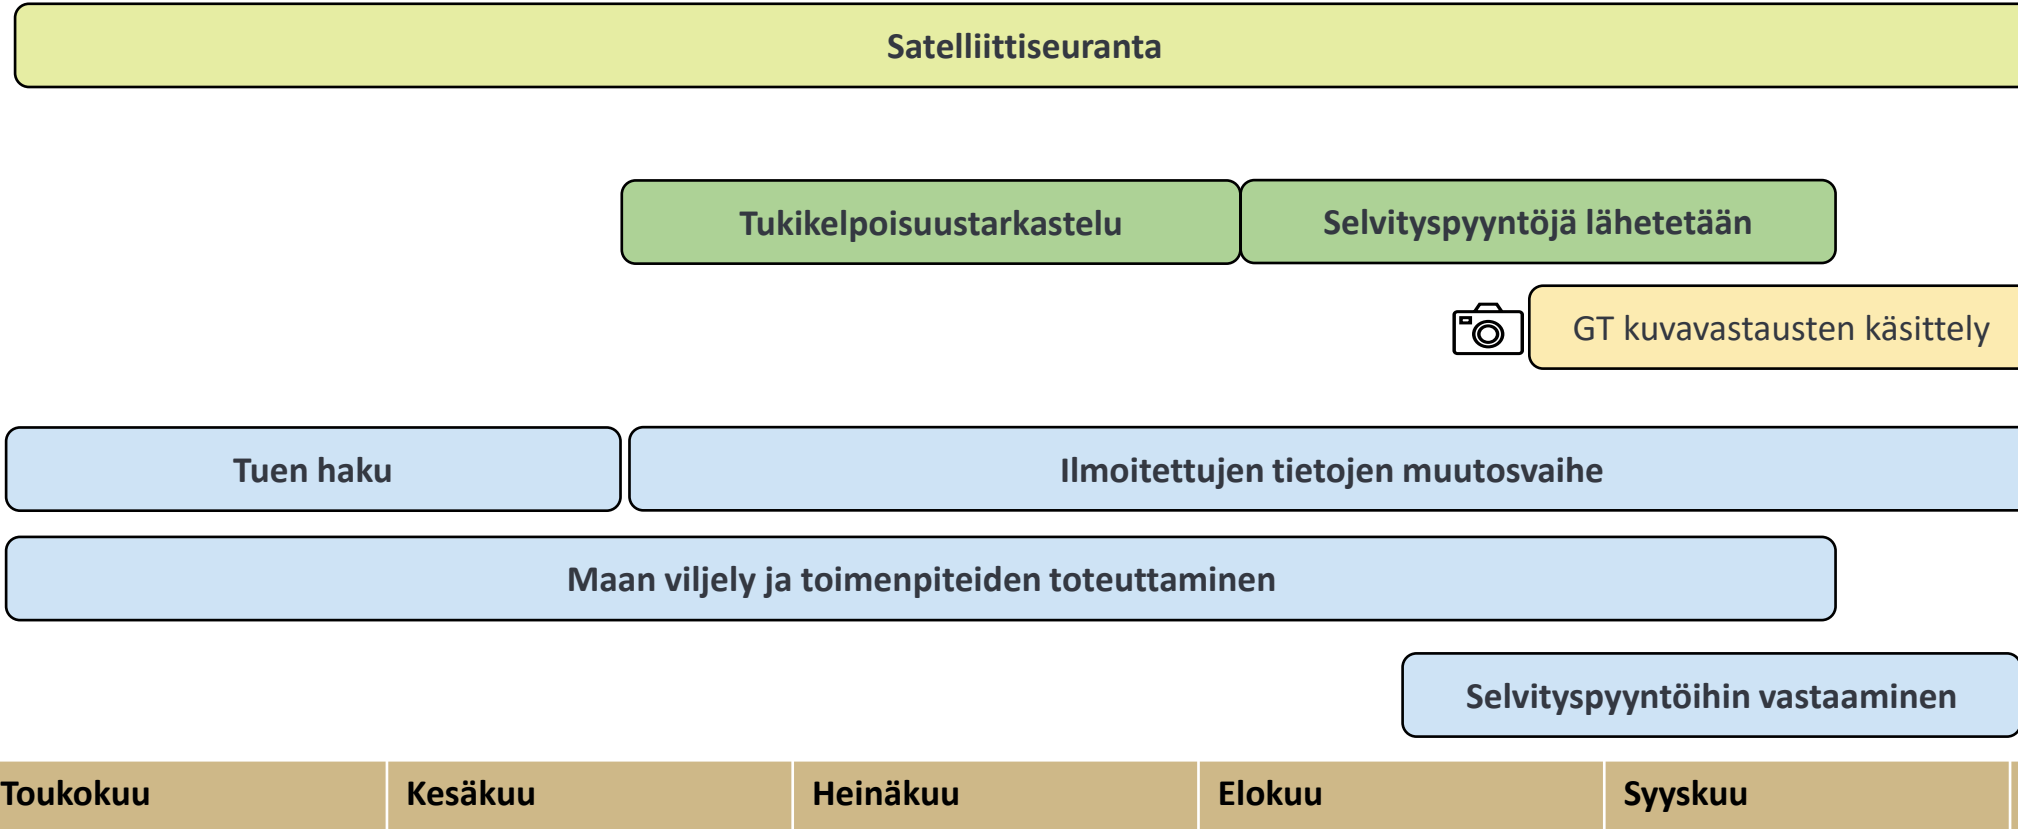 Satelliittiseuranta
Tukikelpoisuustarkastelu
Selvityspyyntöjä lähetetään
GT kuvavastausten käsittely
Tuen haku
Ilmoitettujen tietojen muutosvaihe
Maan viljely ja toimenpiteiden toteuttaminen
Selvityspyyntöihin vastaaminen
Toukokuu
Kesäkuu
Heinäkuu
Elokuu
Syyskuu